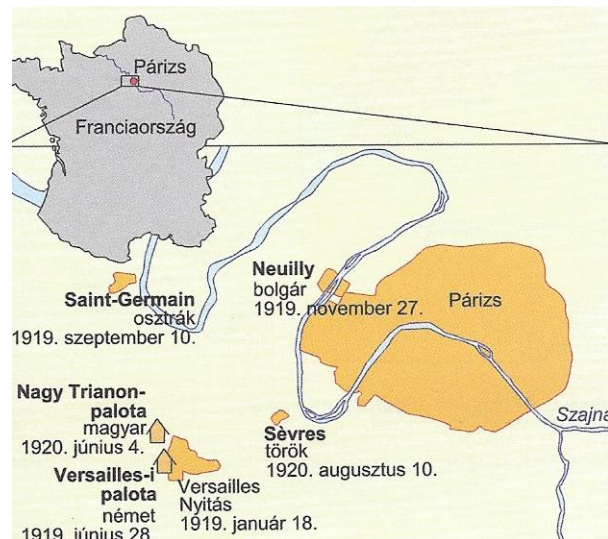 Párizs
Franciaország
Saint-Germain
osztrák
1919. szeptember 10.
Neuilly
bolgár
1919. november 27.
Párizs
Nagy Trianon-
palota
magyar
1920. június 4.
Versailles-i
palota
német
1919. június 28.
Versailles
Nyitás
1919. január 18.
Sèvres
török
1920. augusztus 10.
Szajna